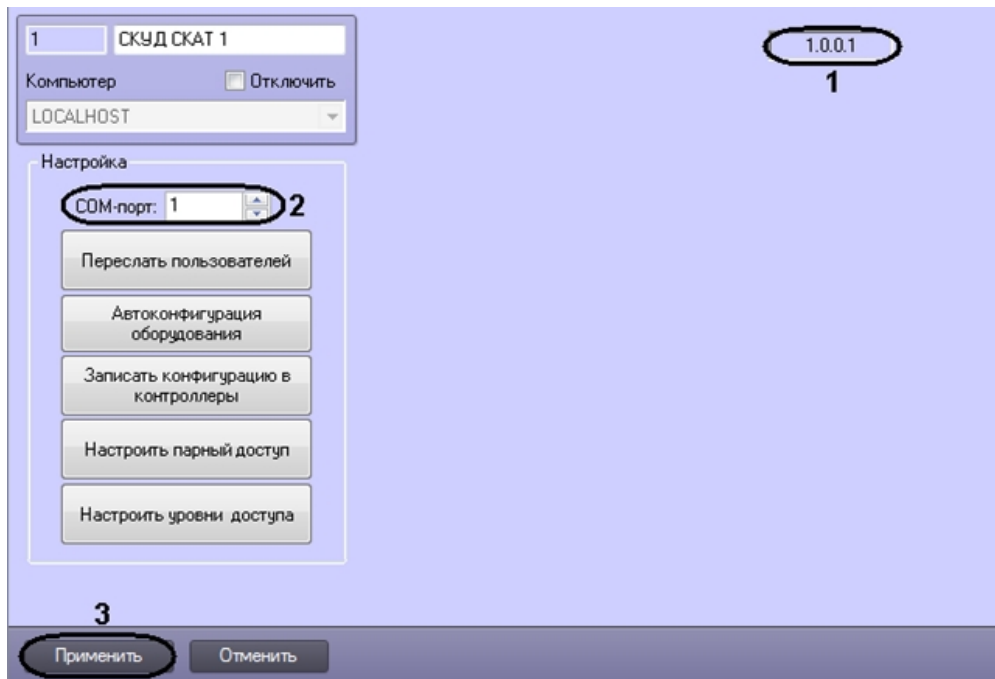 1 СКУД СКАТ 1
1.0.0.1
1
Компьютер Отключить
LOCALHOST
Настройка
COM-порт: 1 2
Переслать пользователей
Автоконфигурация
оборудования
Записать конфигурацию в
контроллеры
Настроить парный доступ
Настроить уровни доступа
3
Применить Отменить